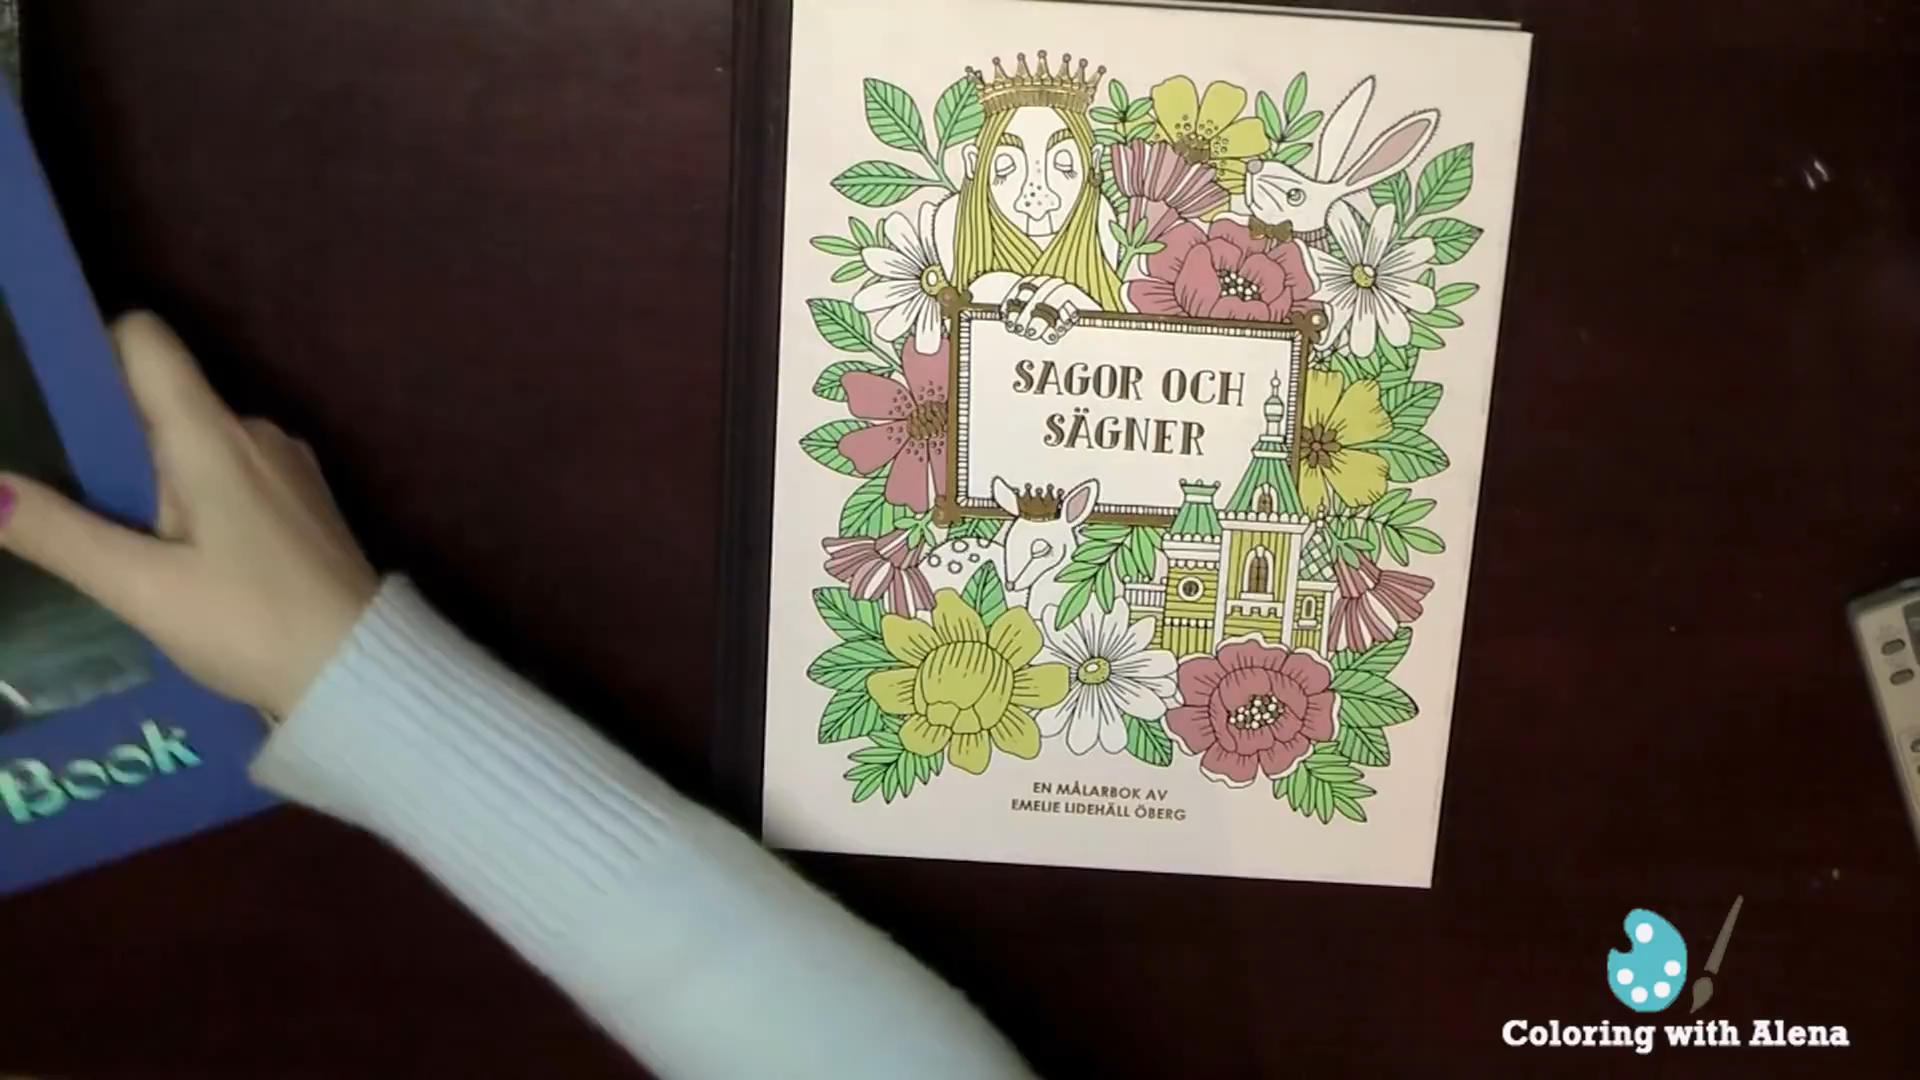 SAGOR OCH
SÄGNER
EN MÅLARBOK AV
EMELIE LIDEHÄLL ÖBERG
Book
Coloring with Alena